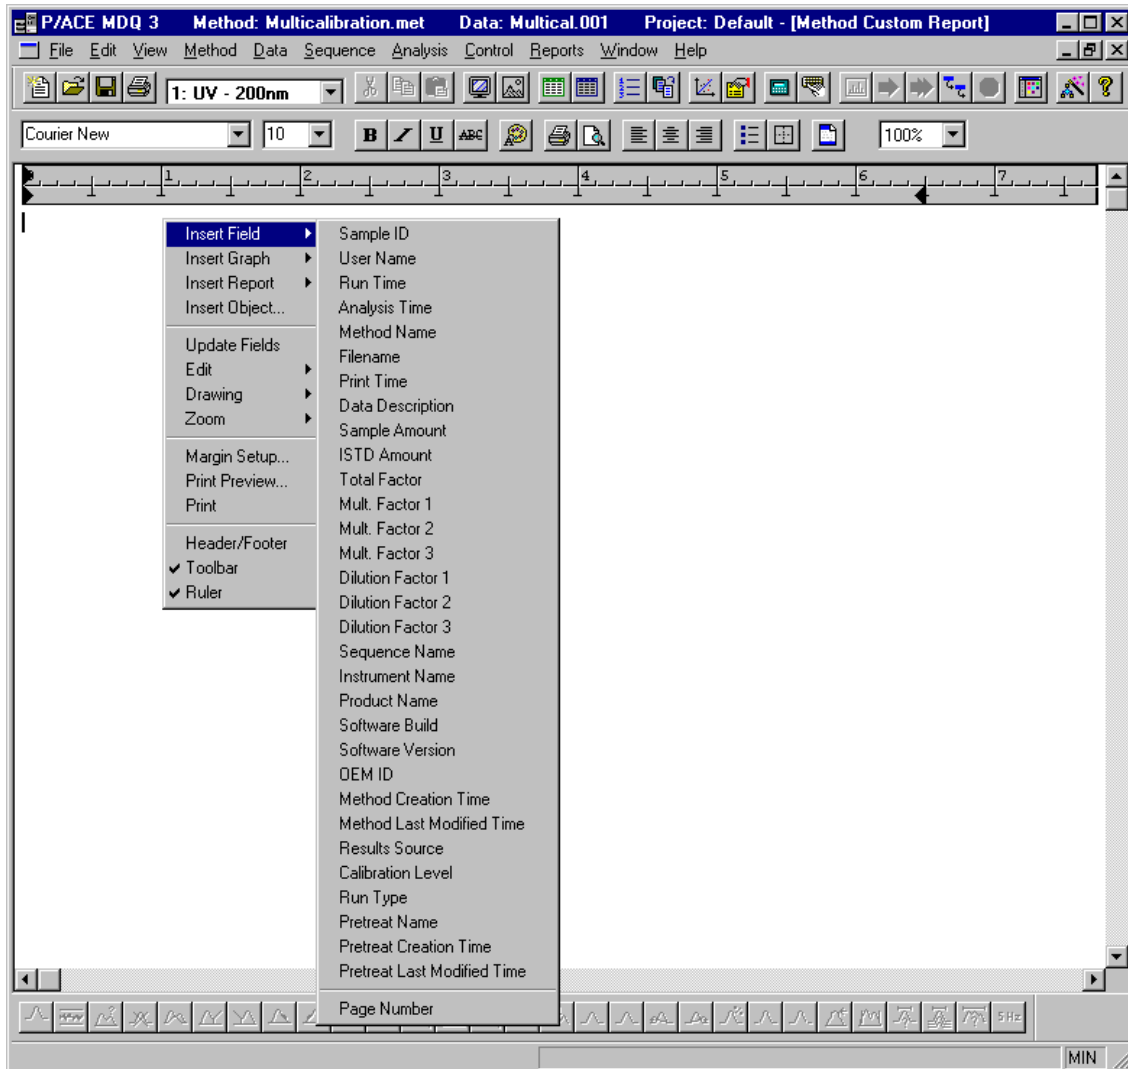 P/ACE MDQ 3 Method: Multicalibration.met Data: Multical.001 Project: Default - [Method Custom Report]
File Edit View Method Data Sequence Analysis Control Reports Window Help
1: UV - 200nm
Courier New 10 B I U ABC 100%
1 2 3 4 5 6 7
Insert Field
Insert Graph
Insert Report
Insert Object...
Update Fields
Edit
Drawing
Zoom
Margin Setup...
Print Preview...
Print
Header/Footer
Toolbar
Ruler
Sample ID
User Name
Run Time
Analysis Time
Method Name
Filename
Print Time
Data Description
Sample Amount
ISTD Amount
Total Factor
Mult. Factor 1
Mult. Factor 2
Mult. Factor 3
Dilution Factor 1
Dilution Factor 2
Dilution Factor 3
Sequence Name
Instrument Name
Product Name
Software Build
Software Version
OEM ID
Method Creation Time
Method Last Modified Time
Results Source
Calibration Level
Run Type
Pretreat Name
Pretreat Creation Time
Pretreat Last Modified Time
Page Number
5 Hz
MIN